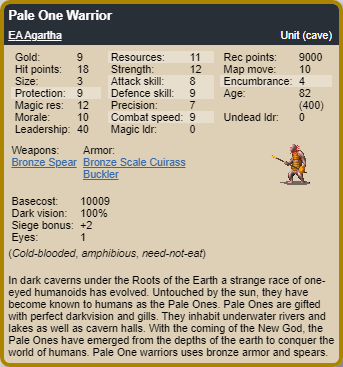 Pale One Warrior
EA Agartha Unit (cave)
Gold: 9 Resources: 11 Rec points: 9000
Hit points: 18 Strength: 12 Map move: 10
Size: 3 Attack skill: 8 Encumbrance: 4
Protection: 9 Defence skill: 9 Age: 82
Magic res: 12 Precision: 7 (400)
Morale: 10 Combat speed: 9 Undead ldr: 0
Leadership: 40 Magic ldr: 0
Weapons: Armor:
Bronze Spear Bronze Scale Cuirass
Buckler
Basecost: 10009
Dark vision: 100%
Siege bonus: +2
Eyes: 1
(Cold-blooded, amphibious, need-not-eat)
In dark caverns under the Roots of the Earth a strange race of one-
eyed humanoids has evolved. Untouched by the sun, they have
become known to humans as the Pale Ones. Pale Ones are gifted
with perfect darkvision and gills. They inhabit underwater rivers and
lakes as well as cavern halls. With the coming of the New God, the
Pale Ones have emerged from the depths of the earth to conquer the
world of humans. Pale One warriors uses bronze armor and spears.